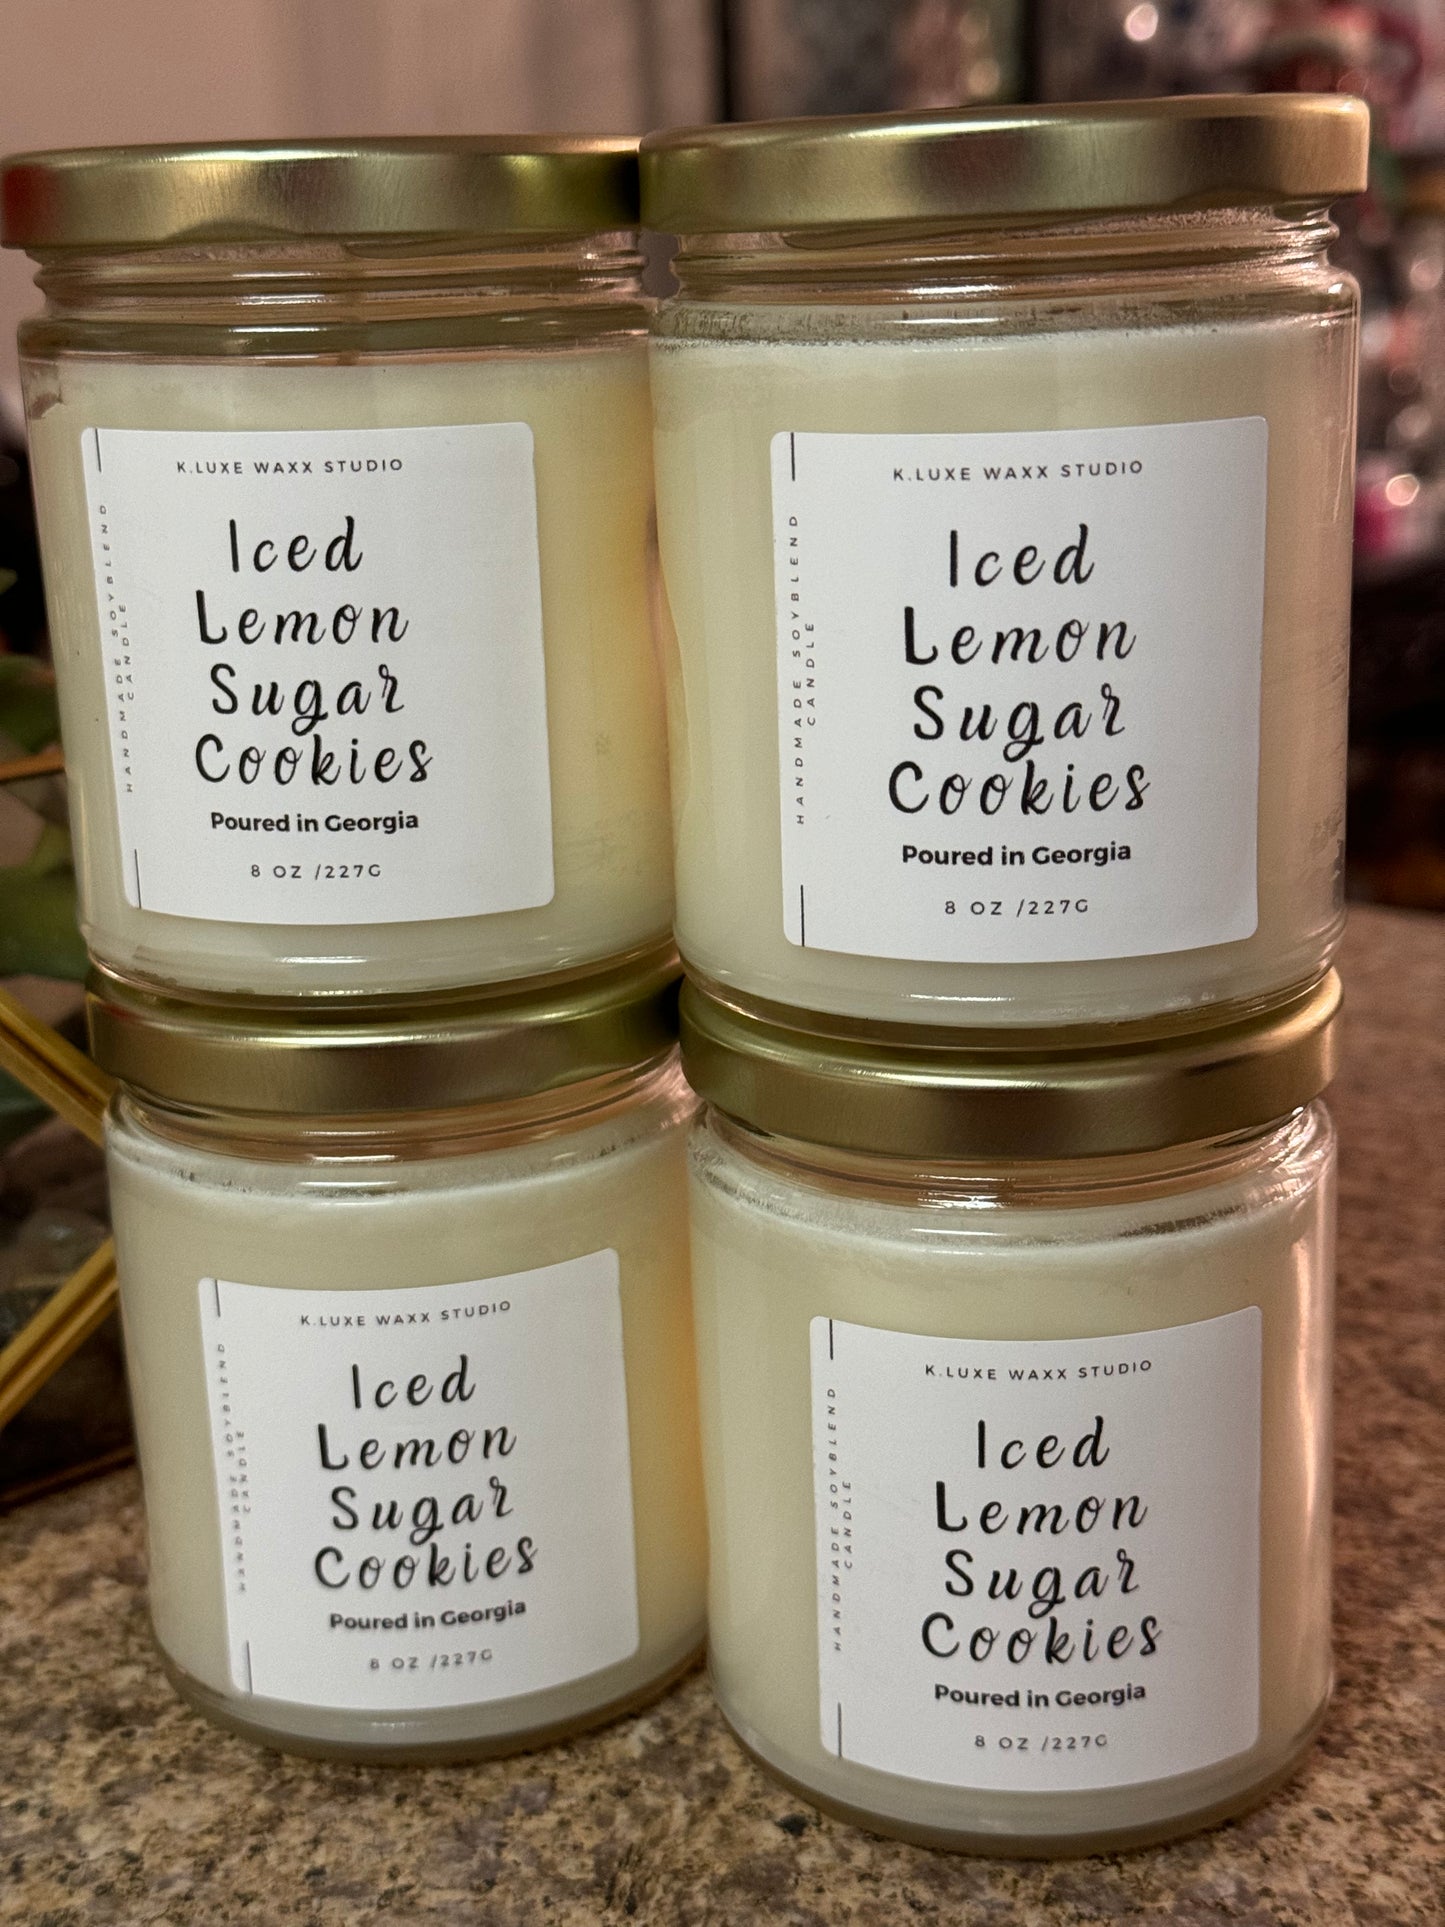 K.LUXE WAXX STUDIO
HANDMADE SOYBLEND
CANDLE
Iced
Lemon
Sugar
Cookies
Poured in Georgia
8 OZ /227G
K.LUXE WAXX STUDIO
HANDMADE SOYBLEND
CANDLE
Iced
Lemon
Sugar
Cookies
Poured in Georgia
8 OZ /227G
K.LUXE WAXX STUDIO
HANDMADE SOYBLEND
CANDLE
Iced
Lemon
Sugar
Cookies
Poured in Georgia
8 OZ /227G
K.LUXE WAXX STUDIO
HANDMADE SOYBLEND
CANDLE
Iced
Lemon
Sugar
Cookies
Poured in Georgia
8 OZ /227G